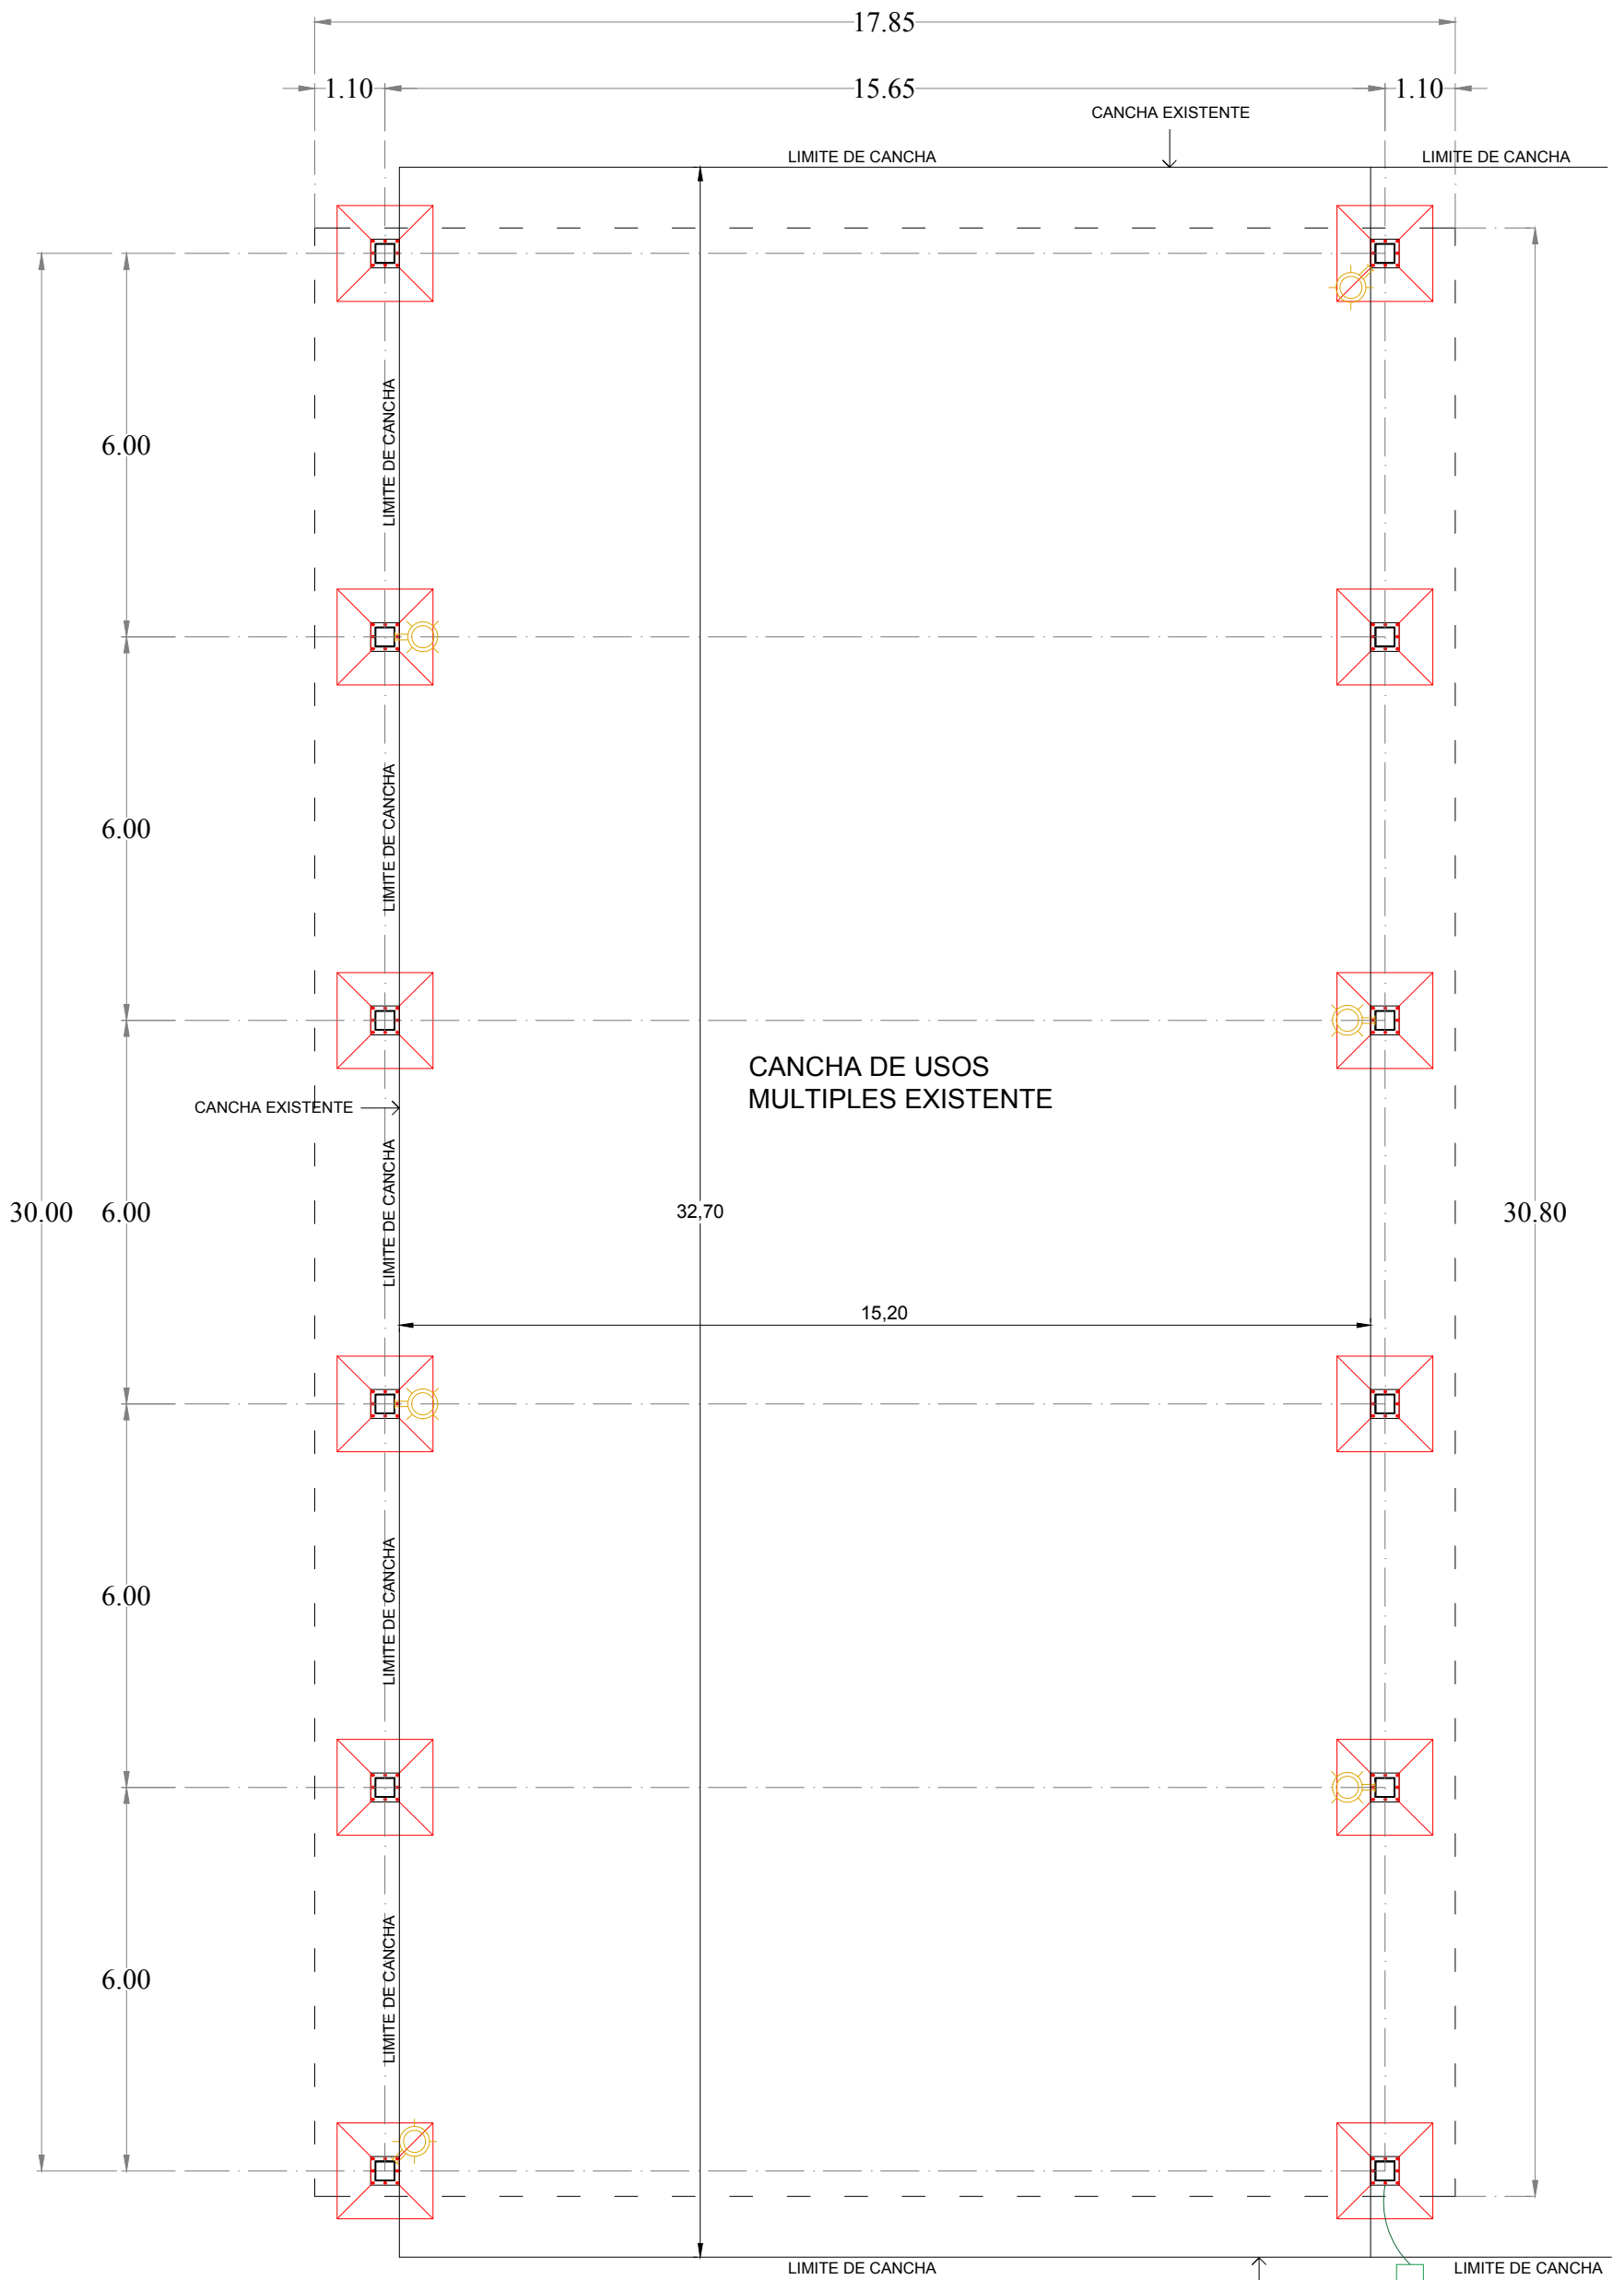 17.85
1.10
15.65
1.10
CANCHA EXISTENTE
LIMITE DE CANCHA
LIMITE DE CANCHA
LIMITE DE CANCHA
6.00
LIMITE DE CANCHA
6.00
CANCHA DE USOS
MULTIPLES EXISTENTE
CANCHA EXISTENTE
LIMITE DE CANCHA
30.00
6.00
32,70
30.80
15,20
LIMITE DE CANCHA
6.00
LIMITE DE CANCHA
6.00
LIMITE DE CANCHA
LIMITE DE CANCHA